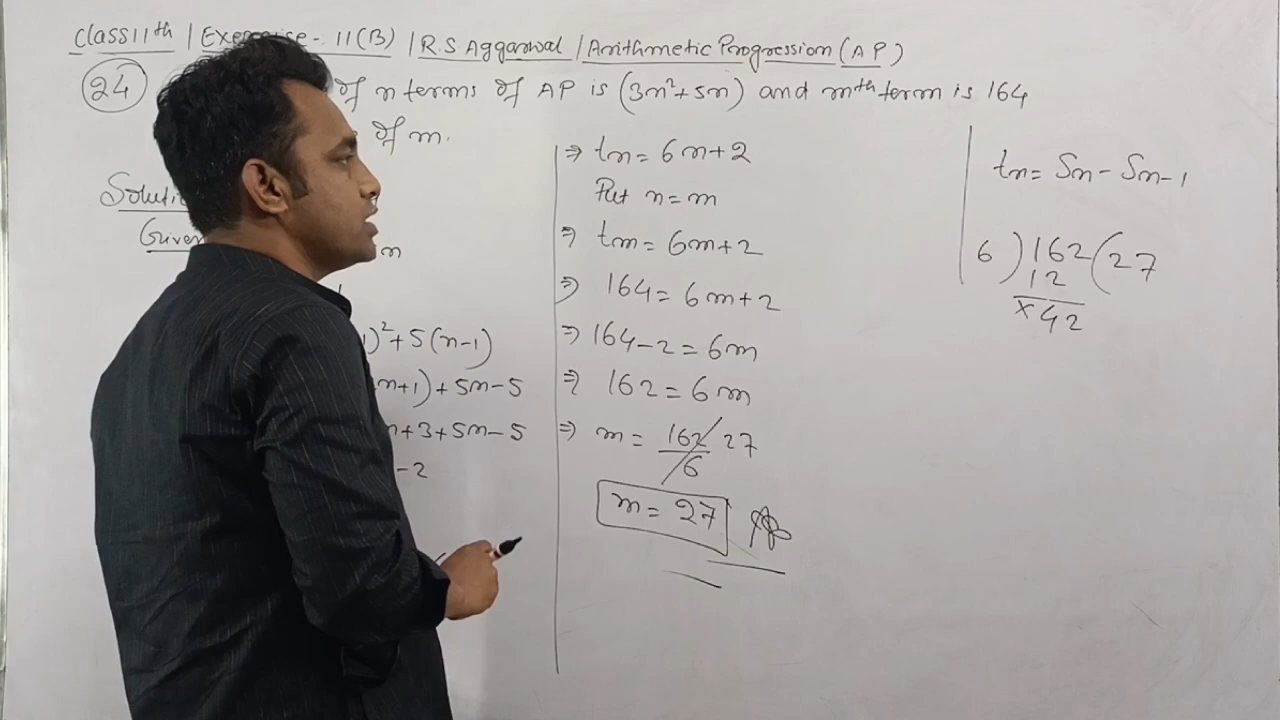 Class 11th | Exercise - 11(B) | R.S Aggarwal | Arithmetic Progression (AP)
24 of n terms of AP is (3n²+5n) and mth term is 164
of m.
Soluti
Given
n
)²+5(n-1)
n+1)+5n-5
+3+5n-5
-2
⇒ tn = 6n+2
Put n = m
⇒ tm = 6m+2
⇒ 164 = 6m+2
⇒ 164-2 = 6m
⇒ 162 = 6m
⇒ m = 162/6 27
m = 27
tn = Sn - Sn-1
6 ) 162 ( 27
12
×42